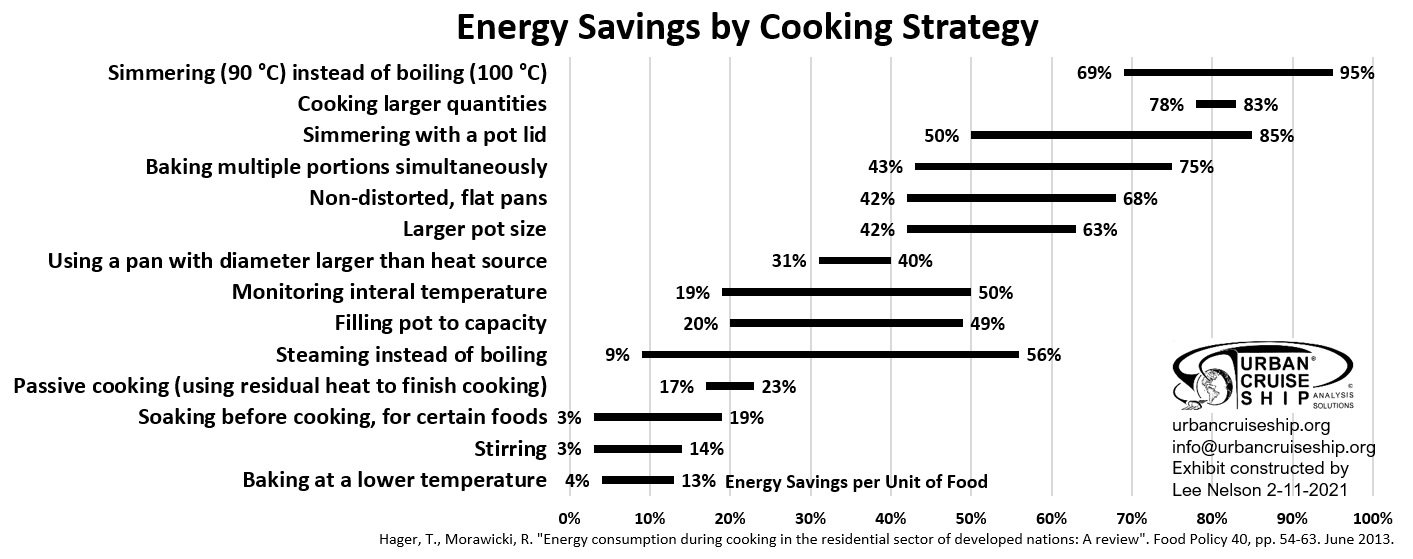 Energy Savings by Cooking Strategy
Simmering (90 °C) instead of boiling (100 °C) 69% 95%
Cooking larger quantities 78% 83%
Simmering with a pot lid 50% 85%
Baking multiple portions simultaneously 43% 75%
Non-distorted, flat pans 42% 68%
Larger pot size 42% 63%
Using a pan with diameter larger than heat source 31% 40%
Monitoring interal temperature 19% 50%
Filling pot to capacity 20% 49%
Steaming instead of boiling 9% 56%
Passive cooking (using residual heat to finish cooking) 17% 23%
Soaking before cooking, for certain foods 3% 19%
Stirring 3% 14%
Baking at a lower temperature 4% 13% Energy Savings per Unit of Food
URBAN®
CRUISE
SHIP
©
ANALYSIS
SOLUTIONS
urbancruiseship.org
info@urbancruiseship.org
Exhibit constructed by
Lee Nelson 2-11-2021
0% 10% 20% 30% 40% 50% 60% 70% 80% 90% 100%
Hager, T., Morawicki, R. "Energy consumption during cooking in the residential sector of developed nations: A review". Food Policy 40, pp. 54-63. June 2013.